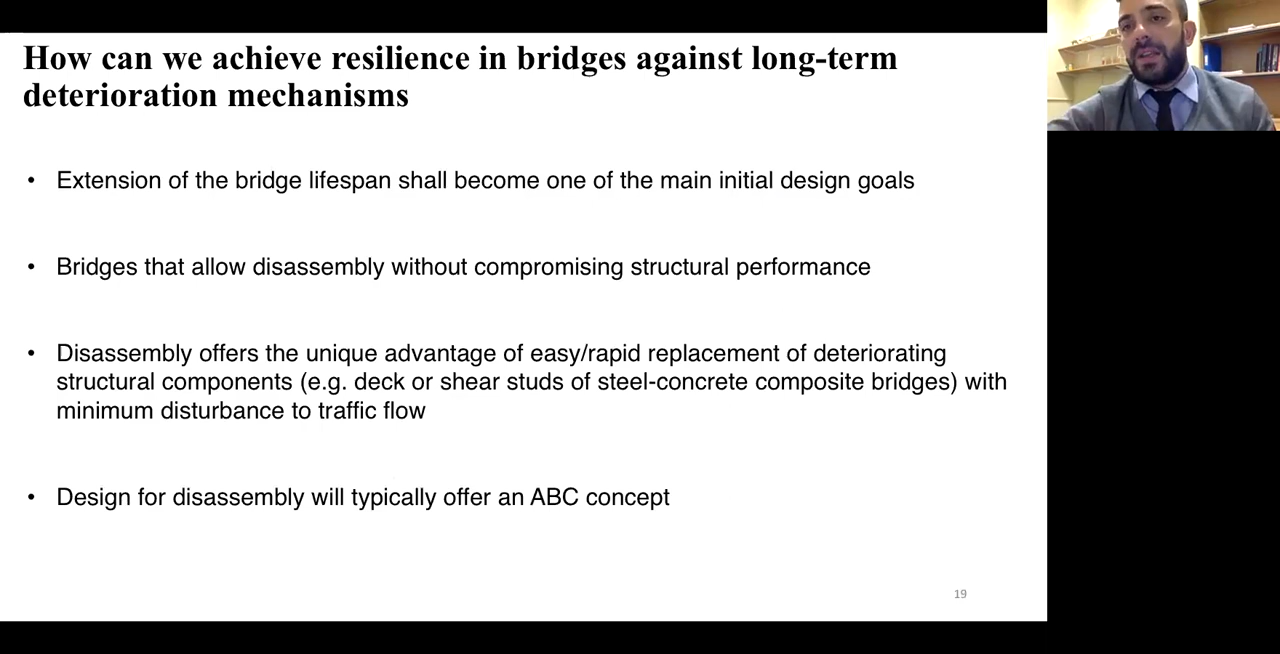 How can we achieve resilience in bridges against long-term
deterioration mechanisms
• Extension of the bridge lifespan shall become one of the main initial design goals
• Bridges that allow disassembly without compromising structural performance
• Disassembly offers the unique advantage of easy/rapid replacement of deteriorating
structural components (e.g. deck or shear studs of steel-concrete composite bridges) with
minimum disturbance to traffic flow
• Design for disassembly will typically offer an ABC concept
19